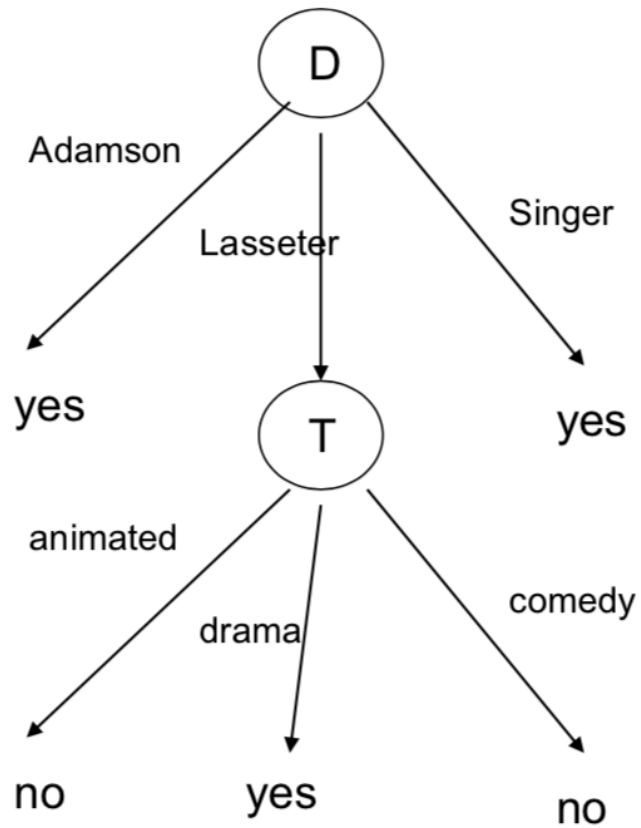 D
Adamson
Singer
Lasseter
yes
yes
T
animated
comedy
drama
no
yes
no